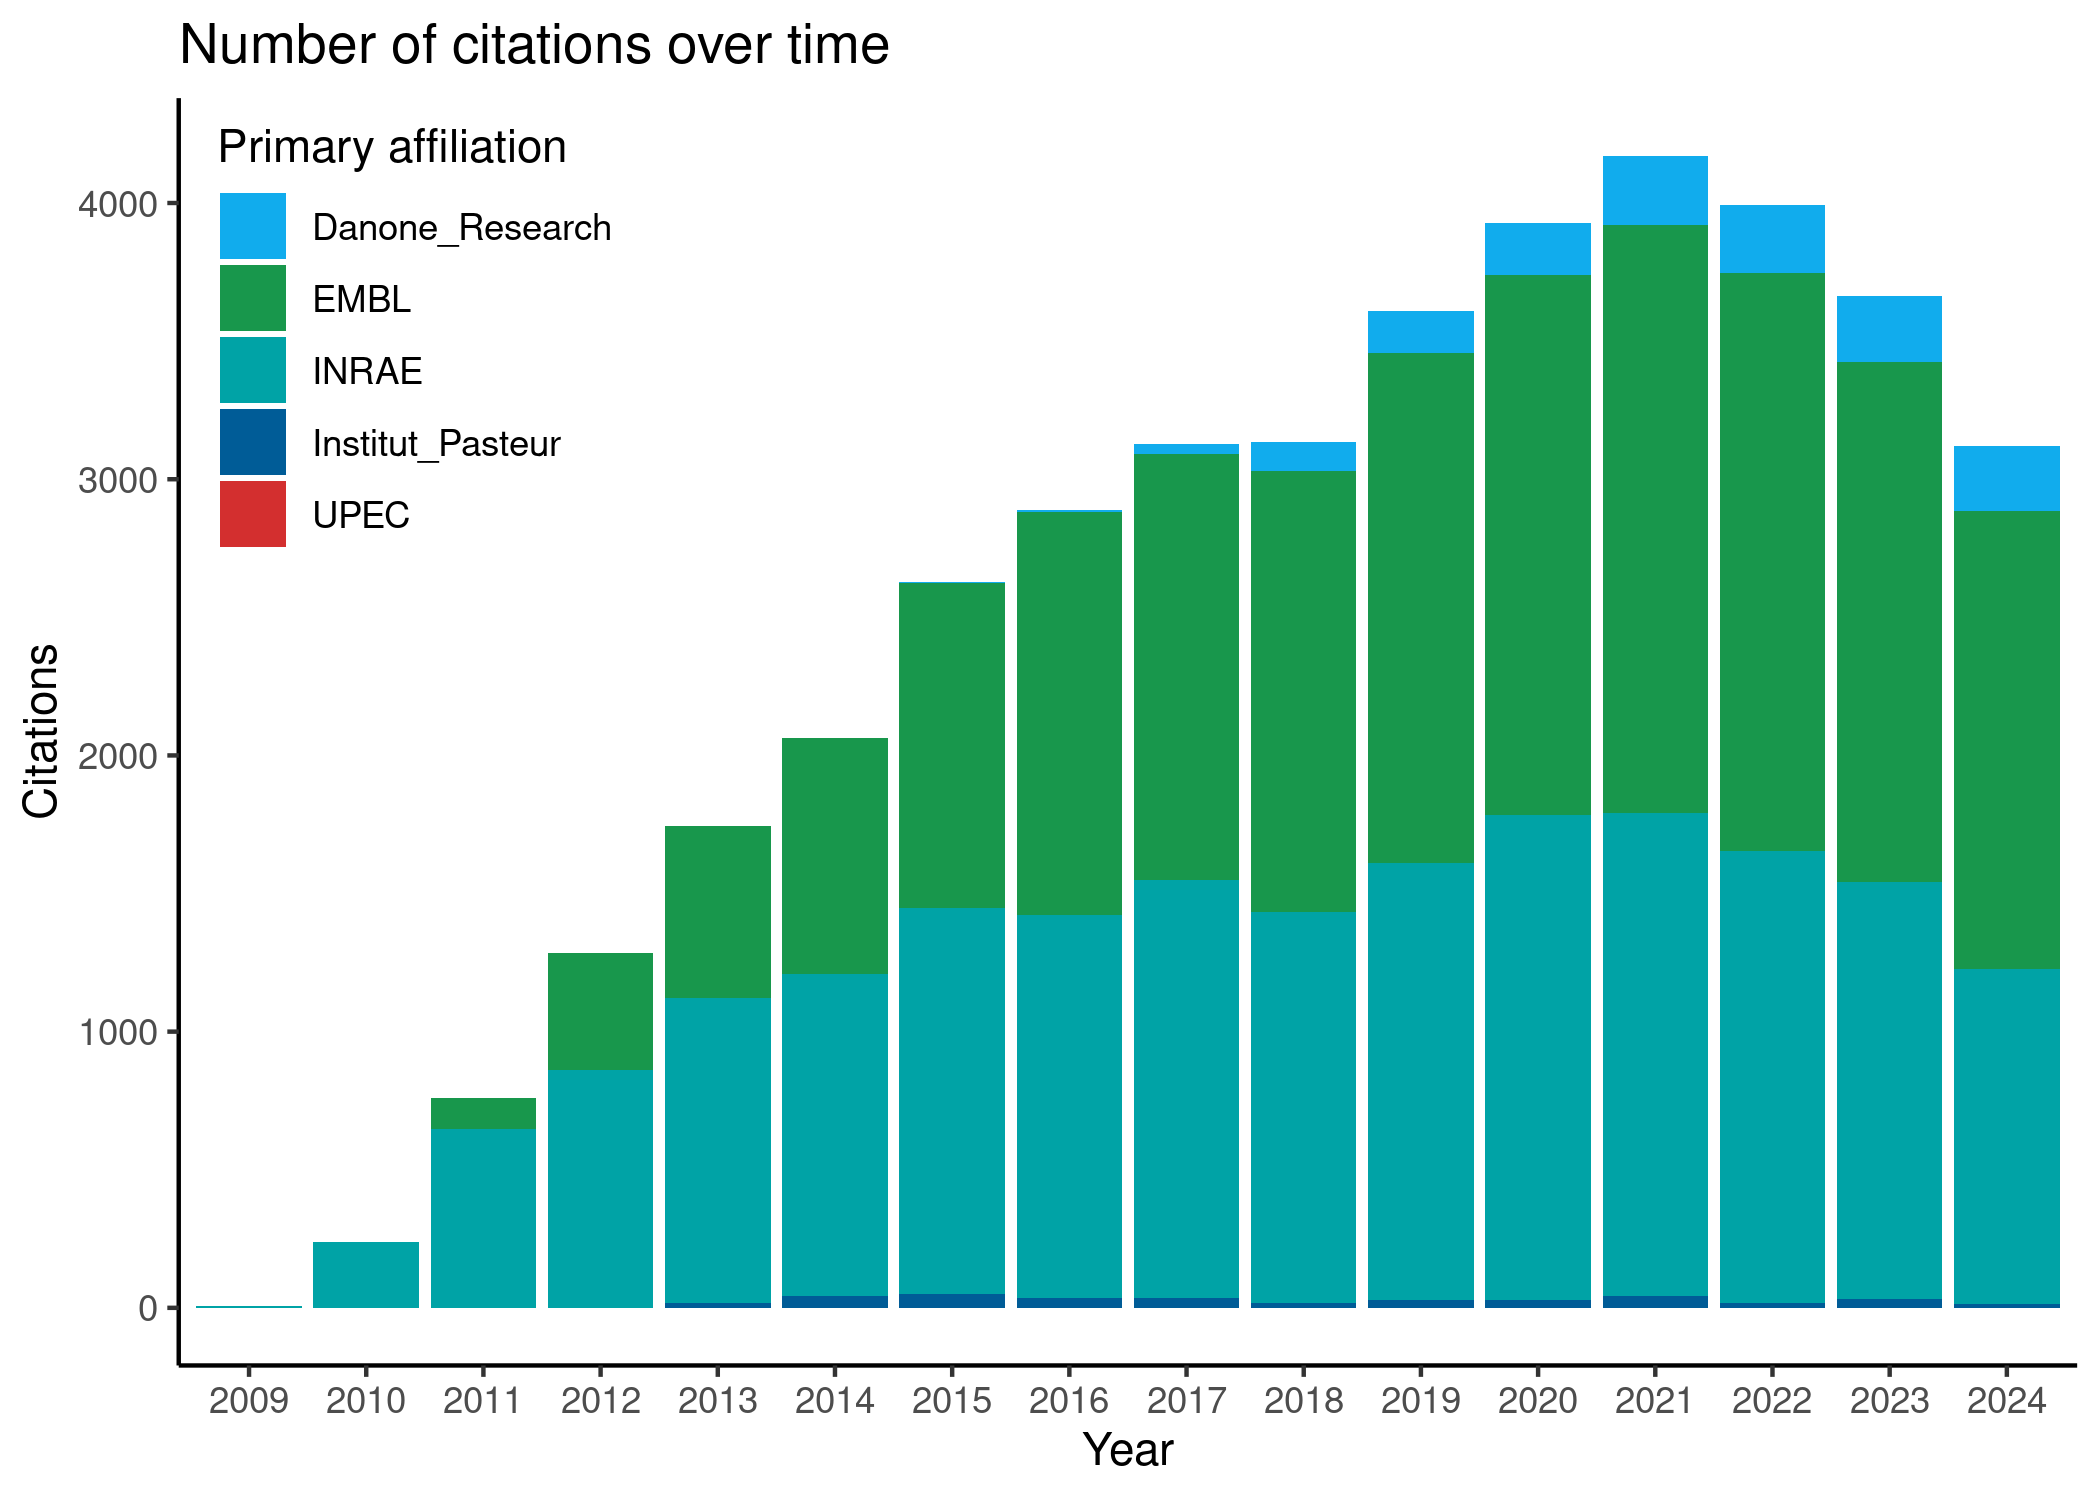 Number of citations over time
Primary affiliation
Danone_Research
EMBL
INRAE
Institut_Pasteur
UPEC
4000
3000
2000
1000
0
Citations
2009 2010 2011 2012 2013 2014 2015 2016 2017 2018 2019 2020 2021 2022 2023 2024
Year